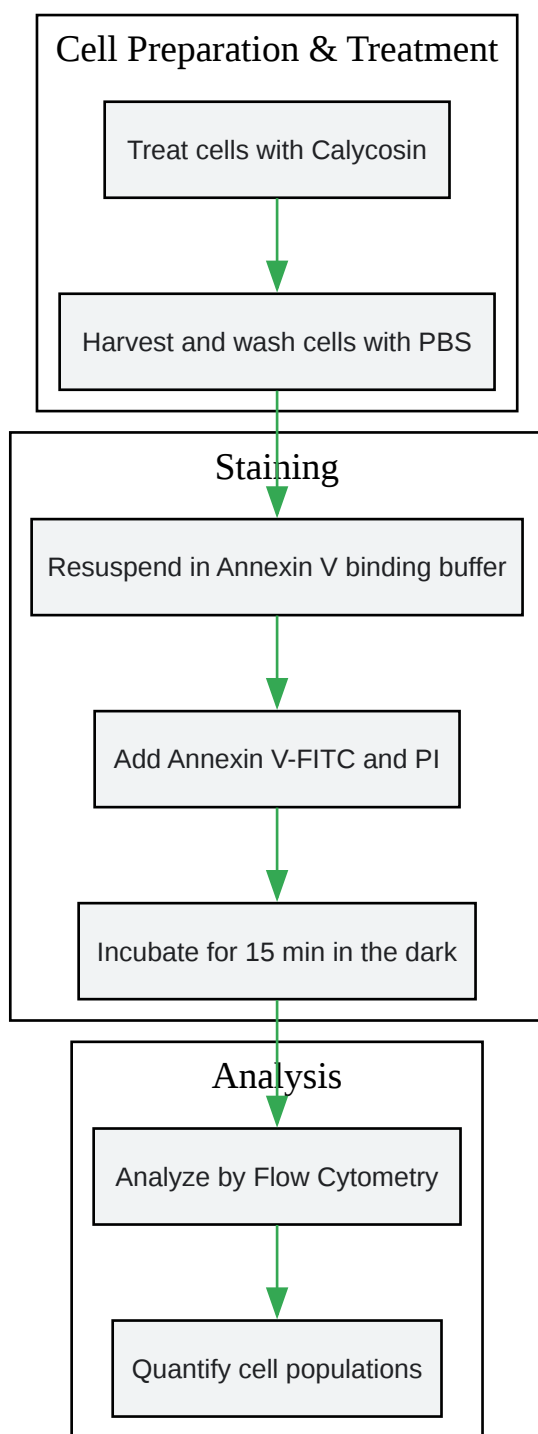 Cell Preparation & Treatment
Treat cells with Calycosin
Harvest and wash cells with PBS
Staining
Resuspend in Annexin V binding buffer
Add Annexin V-FITC and PI
Incubate for 15 min in the dark
Analysis
Analyze by Flow Cytometry
Quantify cell populations